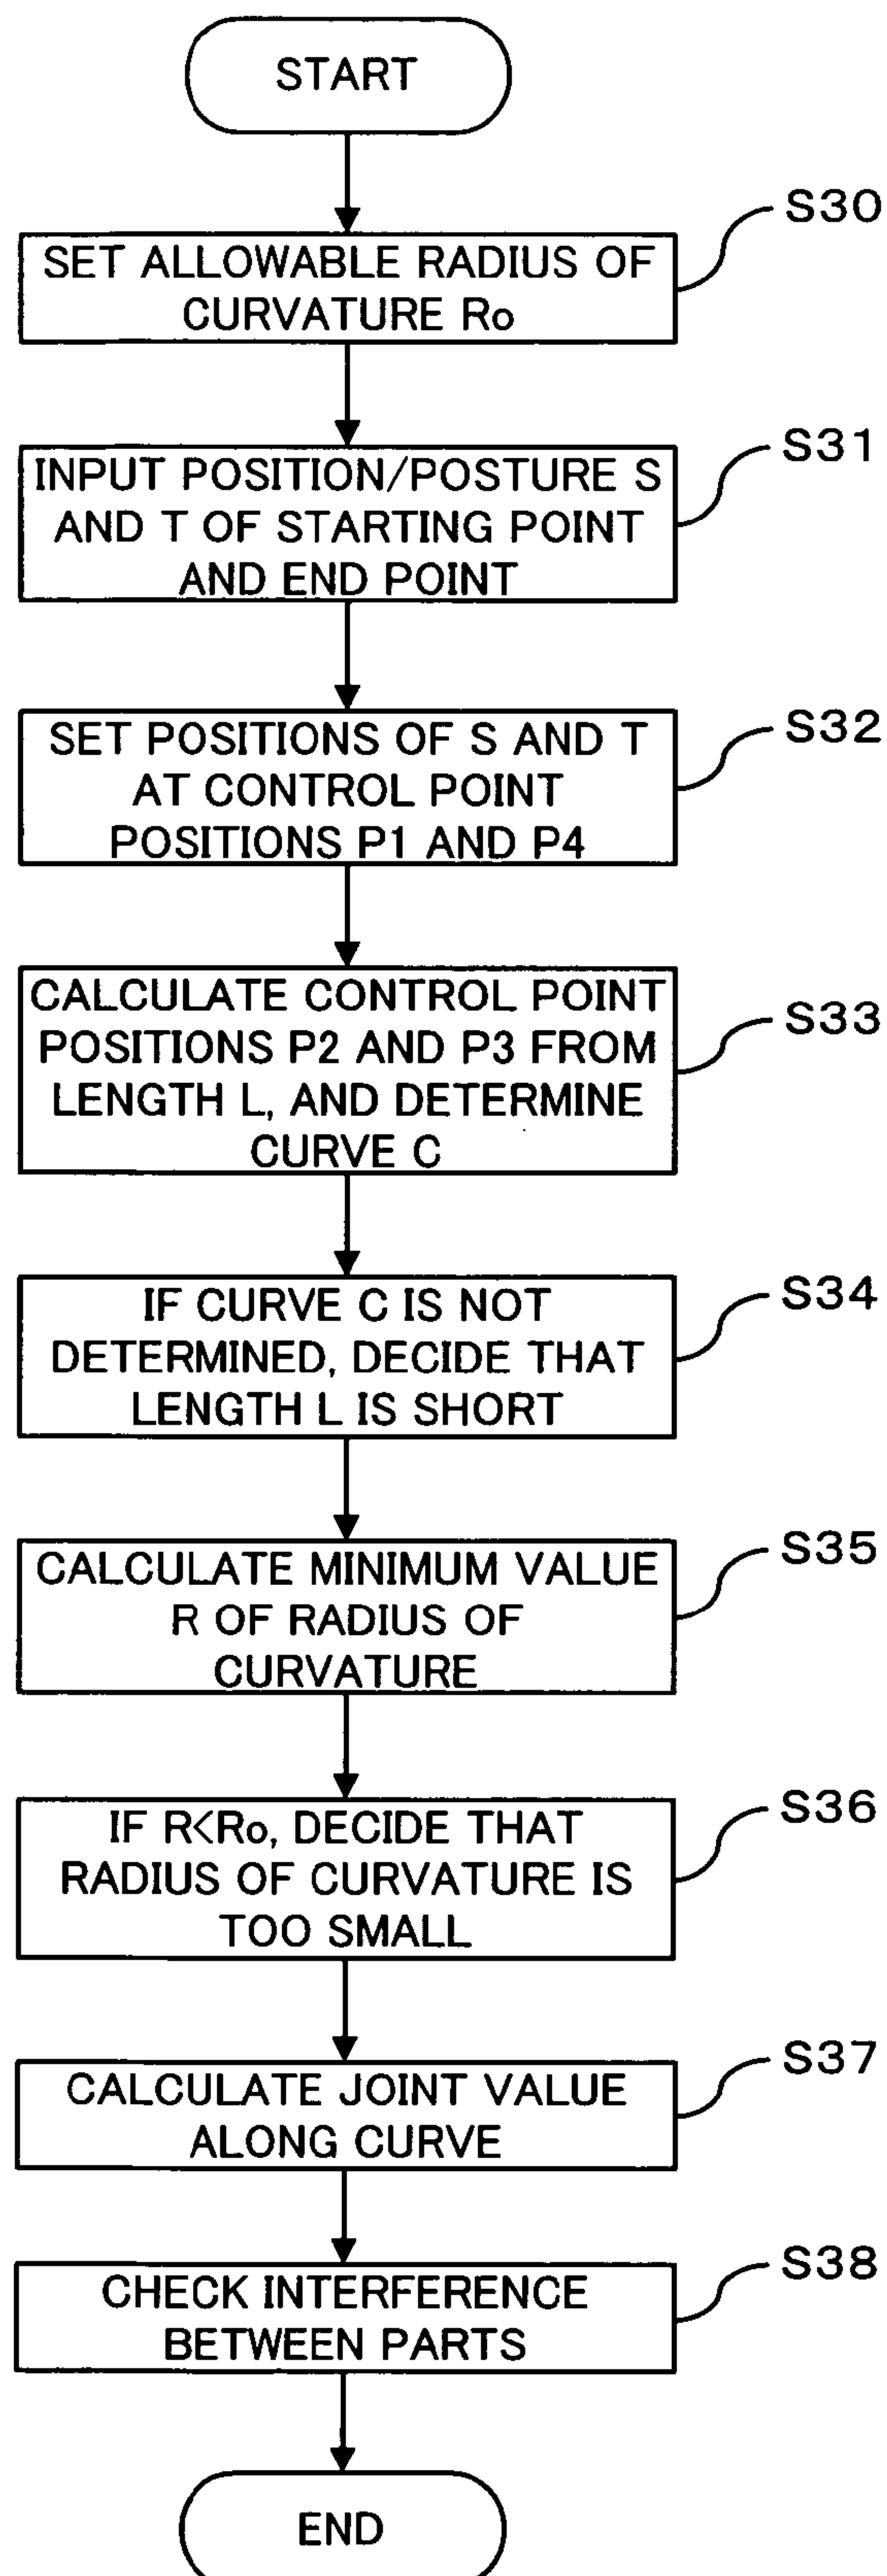 START
S30
SET ALLOWABLE RADIUS OF
CURVATURE Ro
S31
INPUT POSITION/POSTURE S
AND T OF STARTING POINT
AND END POINT
S32
SET POSITIONS OF S AND T
AT CONTROL POINT
POSITIONS P1 AND P4
S33
CALCULATE CONTROL POINT
POSITIONS P2 AND P3 FROM
LENGTH L, AND DETERMINE
CURVE C
S34
IF CURVE C IS NOT
DETERMINED, DECIDE THAT
LENGTH L IS SHORT
S35
CALCULATE MINIMUM VALUE
R OF RADIUS OF
CURVATURE
S36
IF R<Ro, DECIDE THAT
RADIUS OF CURVATURE IS
TOO SMALL
S37
CALCULATE JOINT VALUE
ALONG CURVE
S38
CHECK INTERFERENCE
BETWEEN PARTS
END